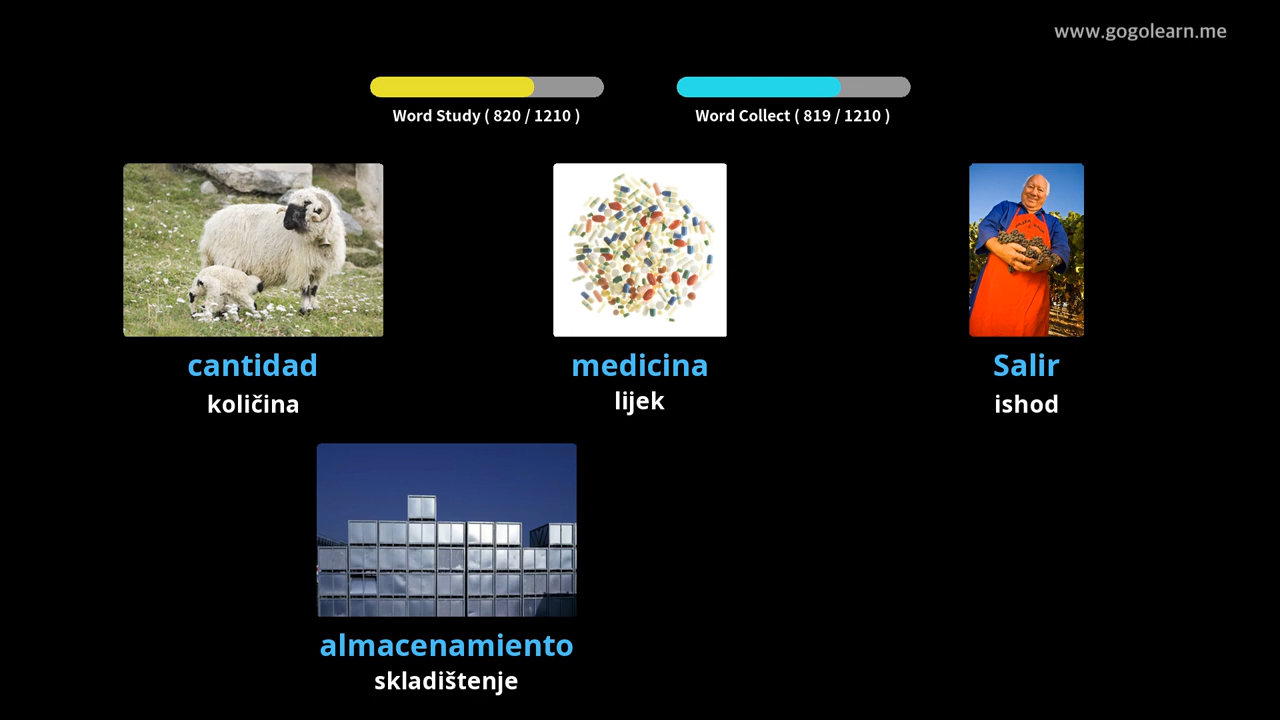 www.gogolearn.me
Word Study ( 820 / 1210 )
Word Collect ( 819 / 1210 )
cantidad
količina
medicina
lijek
Salir
ishod
almacenamiento
skladištenje